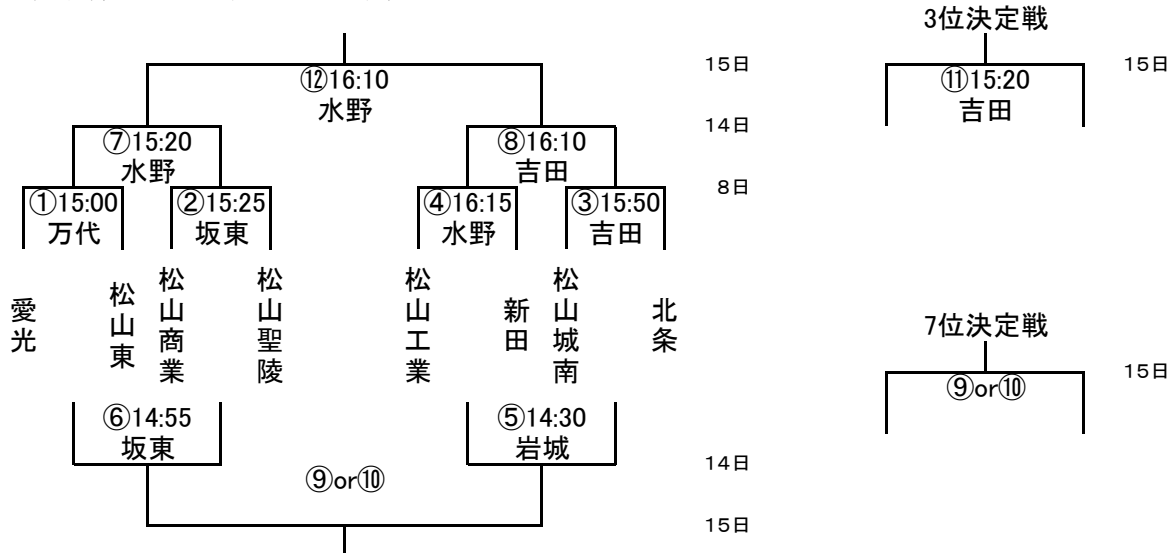 3位決定戦
⑫16:10
水野
15日
⑪15:20
吉田
15日
⑦15:20
水野
⑧16:10
吉田
14日
①15:00
万代
②15:25
坂東
④16:15
水野
③15:50
吉田
8日
愛光
松山東
松山商業
松山聖陵
松山工業
新田
松山城南
北条
7位決定戦
⑨or⑩
15日
⑥14:55
坂東
⑤14:30
岩城
14日
⑨or⑩
15日